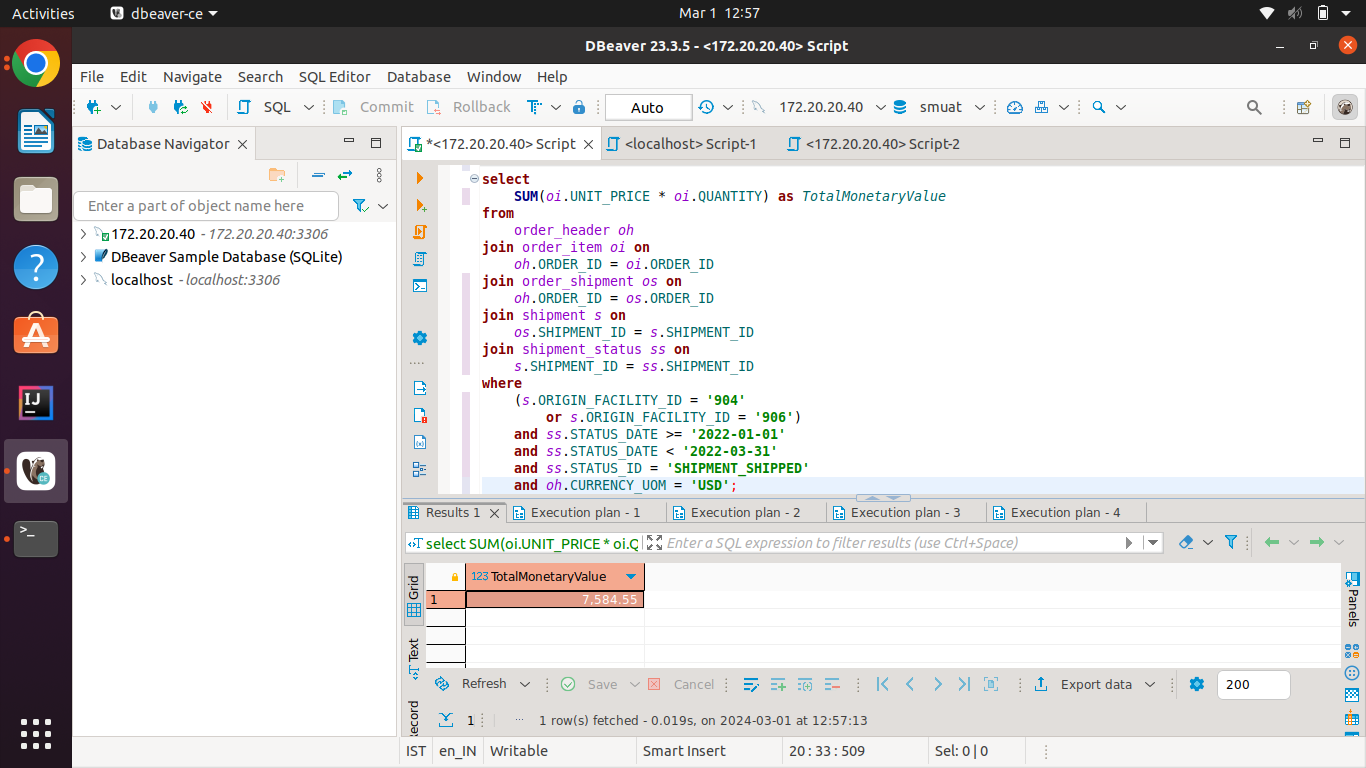 Activities
dbeaver-ce
Mar 1 12:57
DBeaver 23.3.5 - <172.20.20.40> Script
File Edit Navigate Search SQL Editor Database Window Help
SQL
Commit
Rollback
Auto
172.20.20.40
smuat
Database Navigator
Enter a part of object name here
172.20.20.40 - 172.20.20.40:3306
DBeaver Sample Database (SQLite)
localhost - localhost:3306
*<172.20.20.40> Script
<localhost> Script-1
<172.20.20.40> Script-2
select
SUM(oi.UNIT_PRICE * oi.QUANTITY) as TotalMonetaryValue
from
order_header oh
join order_item oi on
oh.ORDER_ID = oi.ORDER_ID
join order_shipment os on
oh.ORDER_ID = os.ORDER_ID
join shipment s on
os.SHIPMENT_ID = s.SHIPMENT_ID
join shipment_status ss on
s.SHIPMENT_ID = ss.SHIPMENT_ID
where
(s.ORIGIN_FACILITY_ID = '904'
or s.ORIGIN_FACILITY_ID = '906')
and ss.STATUS_DATE >= '2022-01-01'
and ss.STATUS_DATE < '2022-03-31'
and ss.STATUS_ID = 'SHIPMENT_SHIPPED'
and oh.CURRENCY_UOM = 'USD';
Results 1
Execution plan - 1
Execution plan - 2
Execution plan - 3
Execution plan - 4
select SUM(oi.UNIT_PRICE * oi.Q
Enter a SQL expression to filter results (use Ctrl+Space)
Grid
Text
Record
123 TotalMonetaryValue
1 7,584.55
Panels
Refresh
Save
Cancel
Export data
200
1
1 row(s) fetched - 0.019s, on 2024-03-01 at 12:57:13
IST
en_IN
Writable
Smart Insert
20 : 33 : 509
Sel: 0 | 0